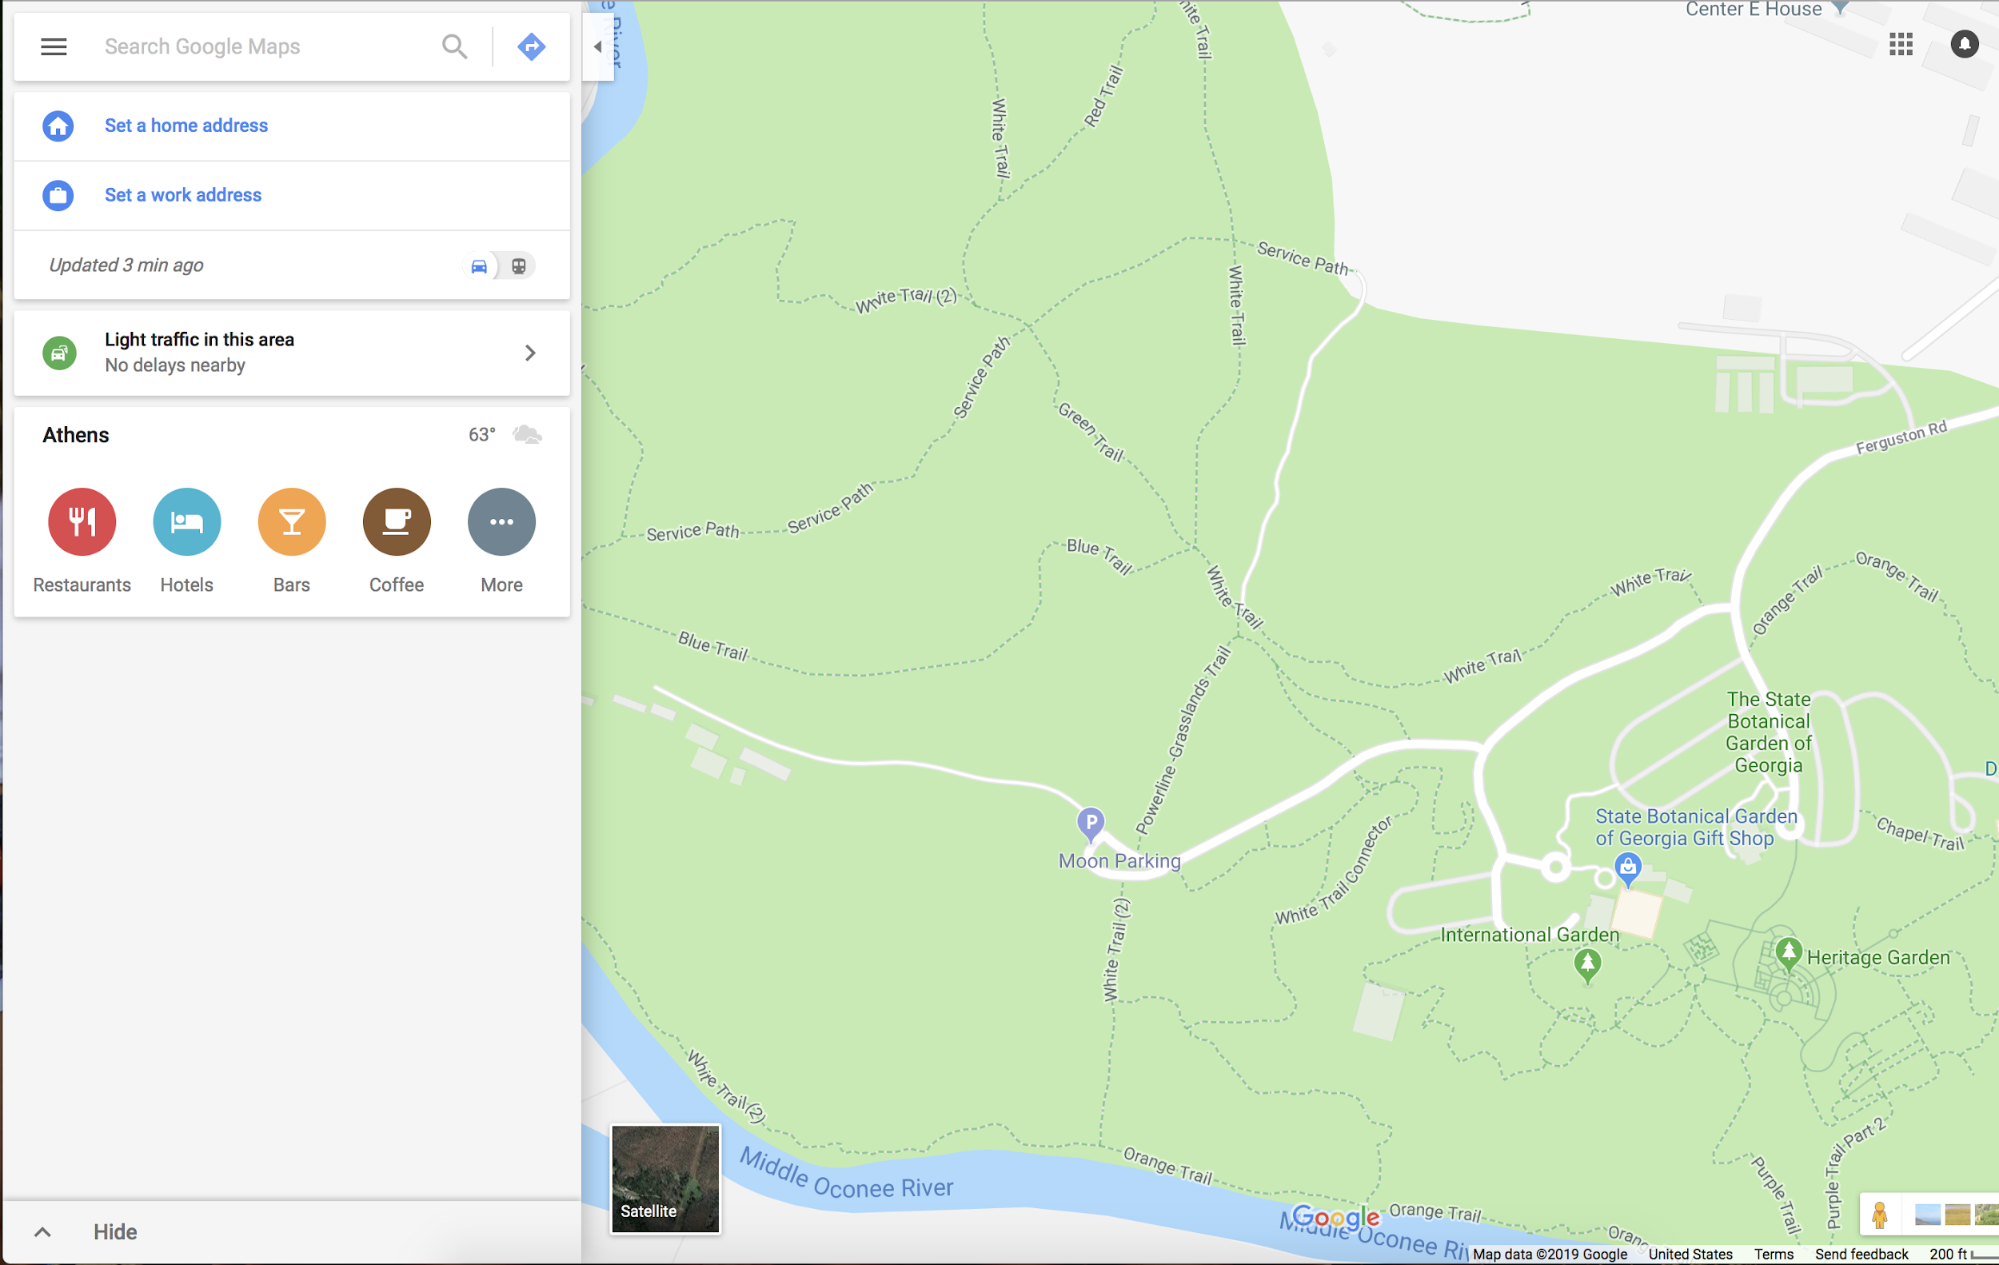 Search Google Maps
Set a home address
Set a work address
Updated 3 min ago
Light traffic in this area
No delays nearby
Athens
63°
Restaurants
Hotels
Bars
Coffee
More
Hide
Satellite
River
White Trail
Center E House
Red Trail
White Trail
Service Path
White Trail
White Trail (2)
Service Path
Green Trail
Ferguston Rd
Service Path
Service Path
Blue Trail
White Trail
White Trail
Orange Trail
Orange Trail
Blue Trail
White Trail
Powerline-Grasslands Trail
The State
Botanical
Garden of
Georgia
D
State Botanical Garden
of Georgia Gift Shop
P
Moon Parking
Chapel Trail
White Trail Connector
White Trail (2)
International Garden
Heritage Garden
White Trail (2)
Middle Oconee River
Orange Trail
Purple Trail Part 2
Purple Trail
Orange Trail
Google
Middle Oconee Ri
Orang
Map data ©2019 Google
United States
Terms
Send feedback
200 ft